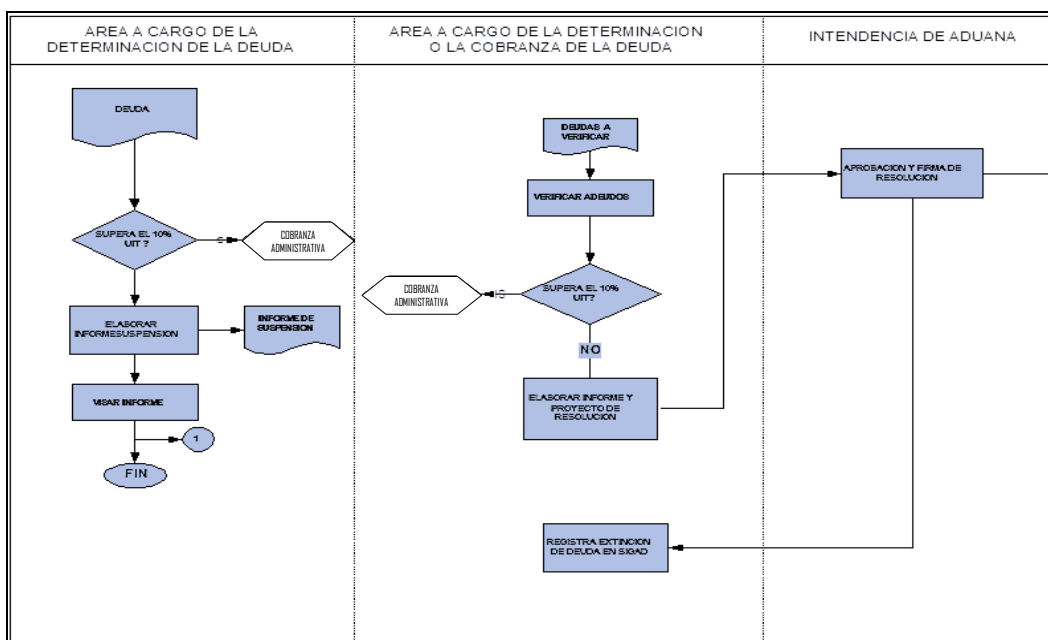 AREA A CARGO DE LA
DETERMINACION DE LA DEUDA
AREA A CARGO DE LA DETERMINACION
O LA COBRANZA DE LA DEUDA
INTENDENCIA DE ADUANA
DEUDA
SUPERA EL 10%
UIT ?
COBRANZA
ADMINISTRATIVA
ELABORAR
INFORMESUSPENSION
INFORME DE
SUSPENSION
VISAR INFORME
1
FIN
DEUDAS A
VERIFICAR
VERIFICAR ADEUDOS
SUPERA EL 10%
UIT?
COBRANZA
ADMINISTRATIVA
NO
ELABORAR INFORME Y
PROYECTO DE
RESOLUCION
REGISTRA EXTINCION
DE DEUDA EN SIGAD
APROBACION Y FIRMA DE
RESOLUCION